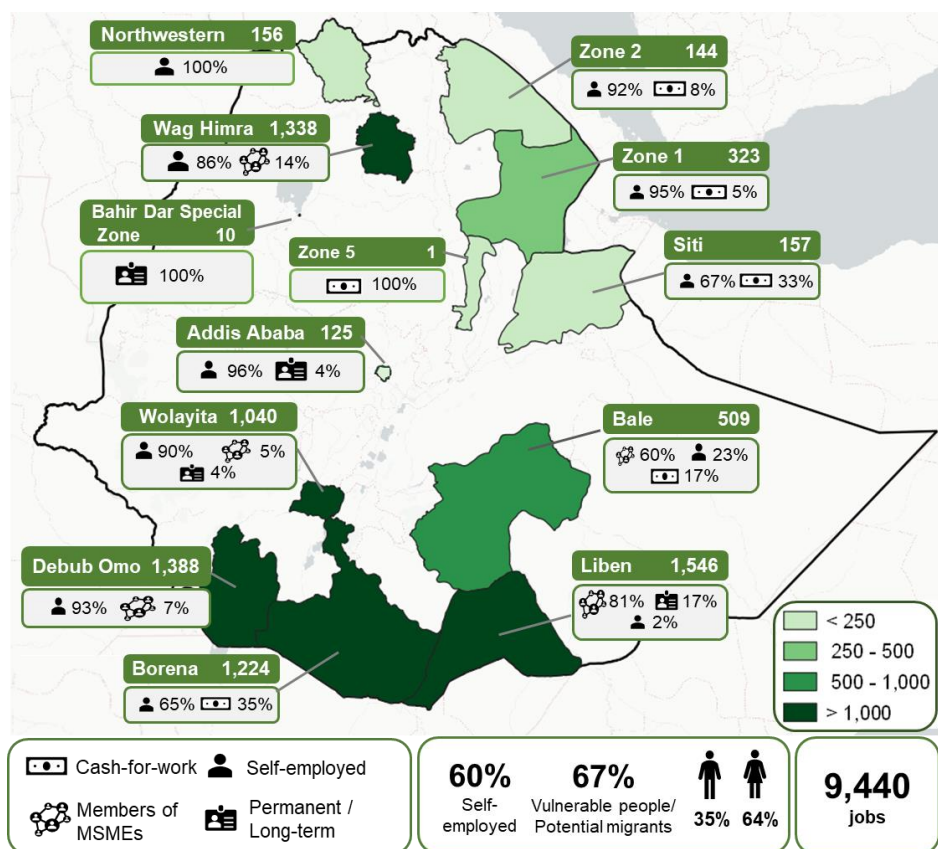 Northwestern 156
100%
Zone 2 144
92% 8%
Wag Himra 1,338
86% 14%
Zone 1 323
95% 5%
Bahir Dar Special
Zone 10
100%
Zone 5 1
100%
Siti 157
67% 33%
Addis Ababa 125
96% 4%
Wolayita 1,040
90% 5%
4%
Bale 509
60% 23%
17%
Debub Omo 1,388
93% 7%
Liben 1,546
81% 17%
2%
Borena 1,224
65% 35%
< 250
250 - 500
500 - 1,000
> 1,000
Cash-for-work Self-employed
Members of
MSMEs
Permanent /
Long-term
60%
Self-
employed
67%
Vulnerable people/
Potential migrants
35% 64%
9,440
jobs